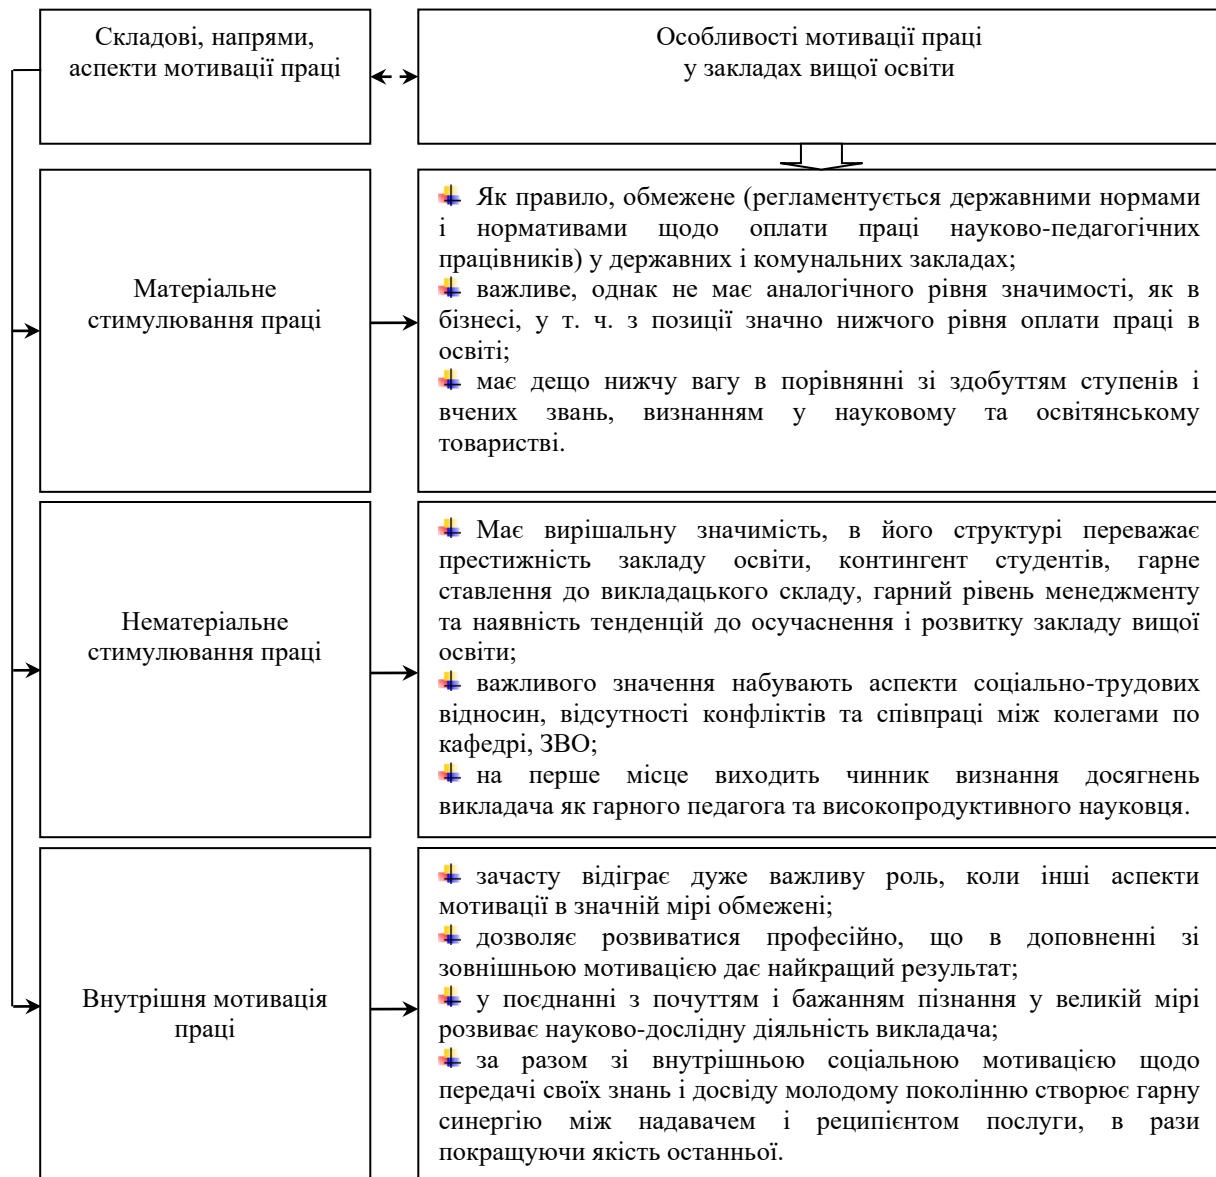 Складові, напрями,
аспекти мотивації праці
Особливості мотивації праці
у закладах вищої освіти
Матеріальне
стимулювання праці
Як правило, обмежене (регламентується державними нормами
і нормативами щодо оплати праці науково-педагогічних
працівників) у державних і комунальних закладах;
важливе, однак не має аналогічного рівня значимості, як в
бізнесі, у т. ч. з позиції значно нижчого рівня оплати праці в
освіті;
має дещо нижчу вагу в порівнянні зі здобуттям ступенів і
вчених звань, визнанням у науковому та освітянському
товаристві.
Нематеріальне
стимулювання праці
Має вирішальну значимість, в його структурі переважає
престижність закладу освіти, контингент студентів, гарне
ставлення до викладацького складу, гарний рівень менеджменту
та наявність тенденцій до осучаснення і розвитку закладу вищої
освіти;
важливого значення набувають аспекти соціально-трудових
відносин, відсутності конфліктів та співпраці між колегами по
кафедрі, ЗВО;
на перше місце виходить чинник визнання досягнень
викладача як гарного педагога та високопродуктивного науковця.
Внутрішня мотивація
праці
зачасту відіграє дуже важливу роль, коли інші аспекти
мотивації в значній мірі обмежені;
дозволяє розвиватися професійно, що в доповненні зі
зовнішньою мотивацією дає найкращий результат;
у поєднанні з почуттям і бажанням пізнання у великій мірі
розвиває науково-дослідну діяльність викладача;
за разом зі внутрішньою соціальною мотивацією щодо
передачі своїх знань і досвіду молодому поколінню створює гарну
синергію між надавачем і реципієнтом послуги, в рази
покращуючи якість останньої.